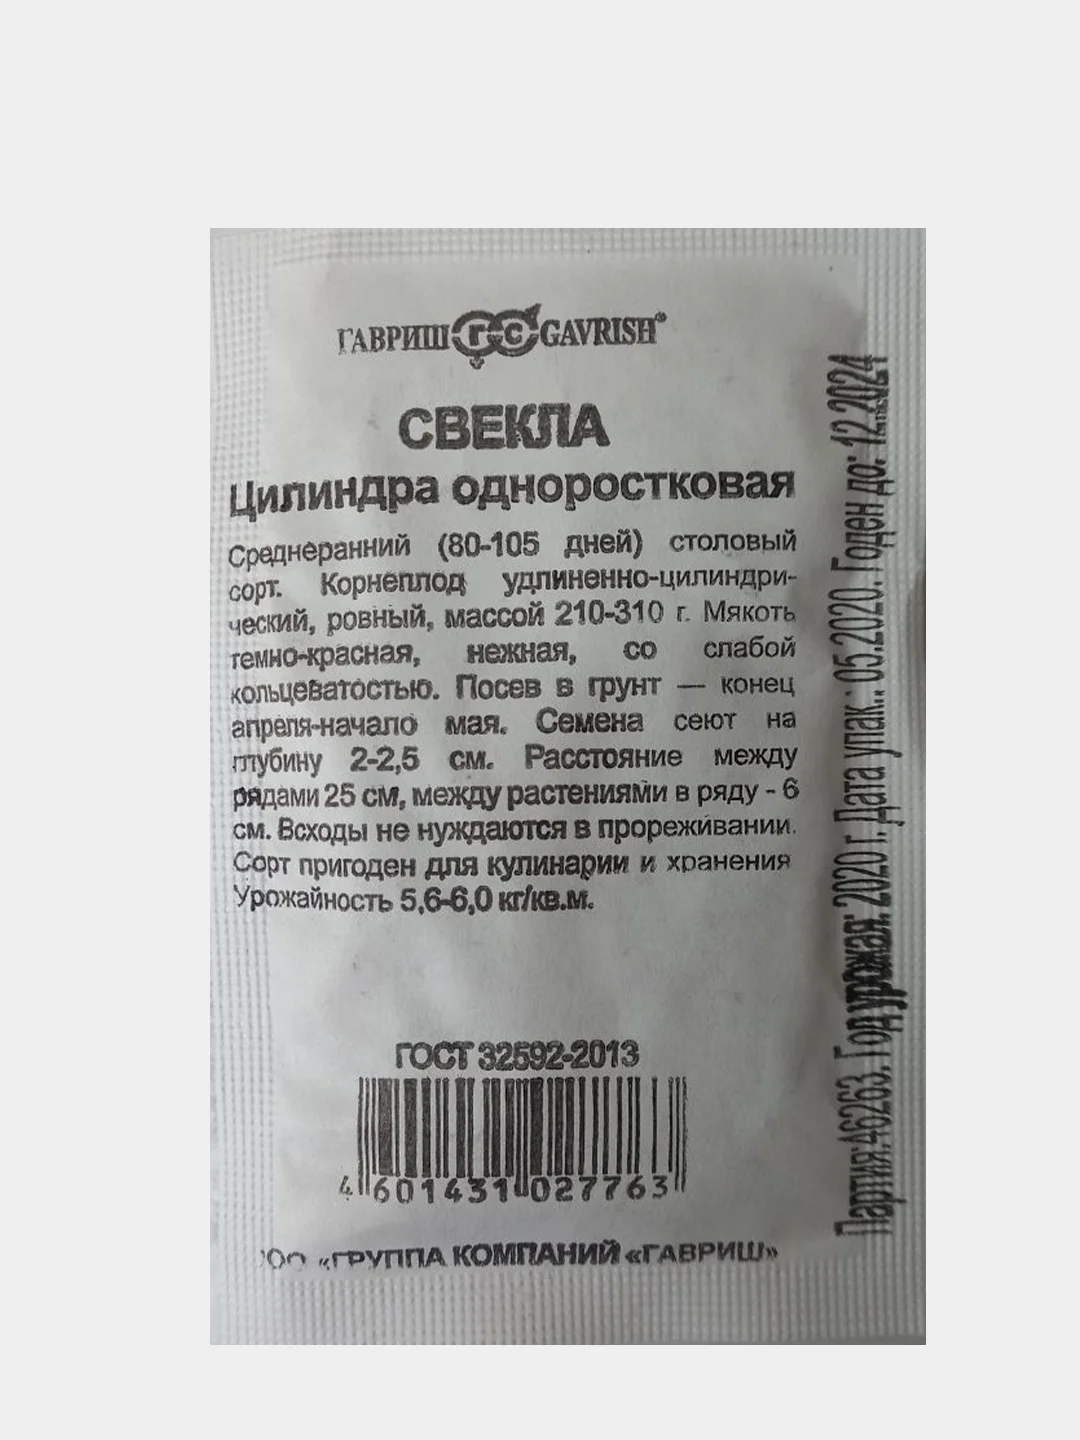 ГАВРИШ ГС GAVRISH®
СВЕКЛА
Цилиндра одноростковая
Среднеранний (80-105 дней) столовый
сорт. Корнеплод удлиненно-цилиндри-
ческий, ровный, массой 210-310 г. Мякоть
темно-красная, нежная, со слабой
кольцеватостью. Посев в грунт — конец
апреля-начало мая. Семена сеют на
глубину 2-2,5 см. Расстояние между
рядами 25 см, между растениями в ряду - 6
см. Всходы не нуждаются в прореживании.
Сорт пригоден для кулинарии и хранения
Урожайность 5,6-6,0 кг/кв.м.
ГОСТ 32592-2013
4 601431 027763
ООО «ГРУППА КОМПАНИЙ «ГАВРИШ»
Партия:46263. Год урожая: 2020 г. Дата упак.: 05.2020. Годен до: 12.2024